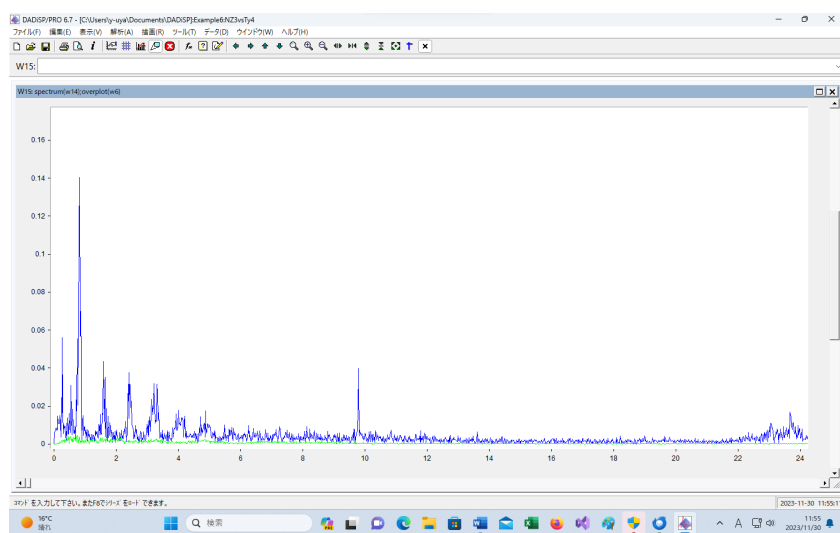 DADiSP/PRO 6.7 - [C:\Users\y-uya\Documents\DADiSP]:Example6:NZ3vsTy4
ファイル(F) 編集(E) 表示(V) 解析(A) 描画(R) ツール(T) データ(D) ウインドウ(W) ヘルプ(H)
W15:
W15: spectrum(w14);overplot(w6)
0.16
0.14
0.12
0.1
0.08
0.06
0.04
0.02
0
0 2 4 6 8 10 12 14 16 18 20 22 24
ｺﾏﾝﾄﾞを入力して下さい。またF8でｼﾘｰｽﾞをﾛｰﾄﾞできます。
2023-11-30 11:55:1
16°C
晴れ
検索
A
11:55
2023/11/30